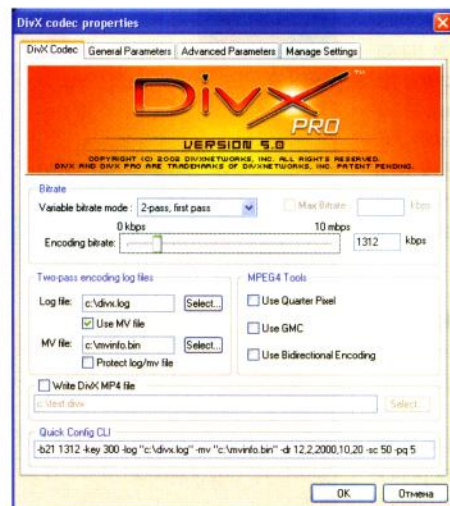 DivX codec properties
DivX Codec General Parameters Advanced Parameters Manage Settings
DivX™
PRO
VERSION 5.0
COPYRIGHT (C) 2002 DIVXNETWORKS, INC. ALL RIGHTS RESERVED.
DIVX AND DIVX PRO ARE TRADEMARKS OF DIVXNETWORKS, INC. PATENT PENDING.
Bitrate
Variable bitrate mode : 2-pass, first pass Max Bitrate: kbps
0 kbps 10 mbps
Encoding bitrate: 1312 kbps
Two-pass encoding log files MPEG4 Tools
Log file: c:\divx.log Select... Use Quarter Pixel
Use MV file Use GMC
MV file: c:\mvinfo.bin Select... Use Bidirectional Encoding
Protect log/mv file
Write DivX MP4 file
c:\test.divx Select...
Quick Config CLI
-b21 1312 -key 300 -log "c:\divx.log" -mv "c:\mvinfo.bin" -dr 12,2,2000,10,20 -sc 50 -pq 5
OK Отмена